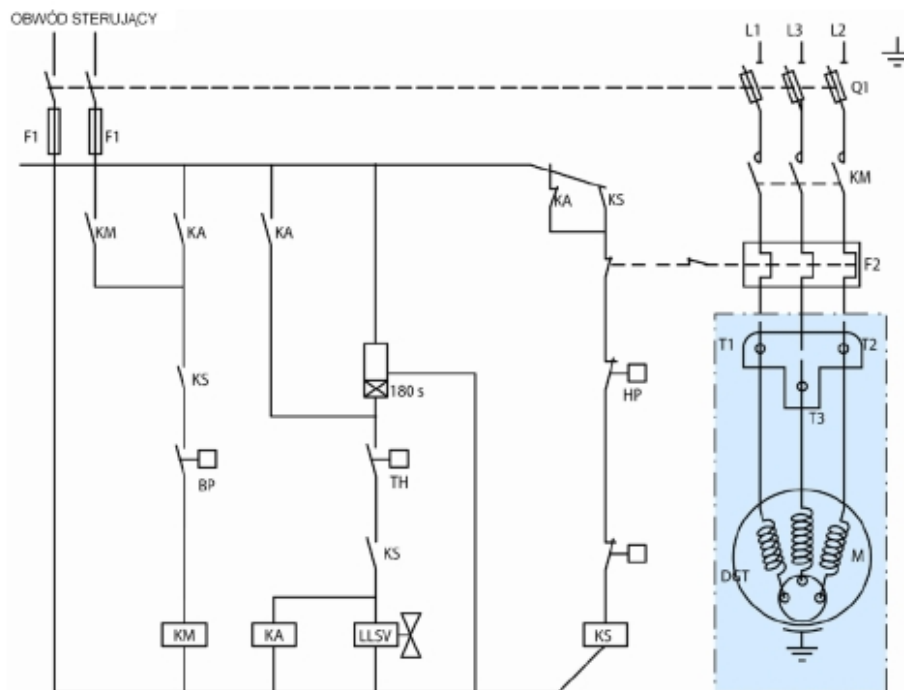 OBWÓD STERUJĄCY
L1 L3 L2
Q1
F1 F1
KM
KA KS
KM KA KA
F2
T1 T2
KS 180 s HP
T3
BP TH
KS
DGT M
KM KA LLSV KS